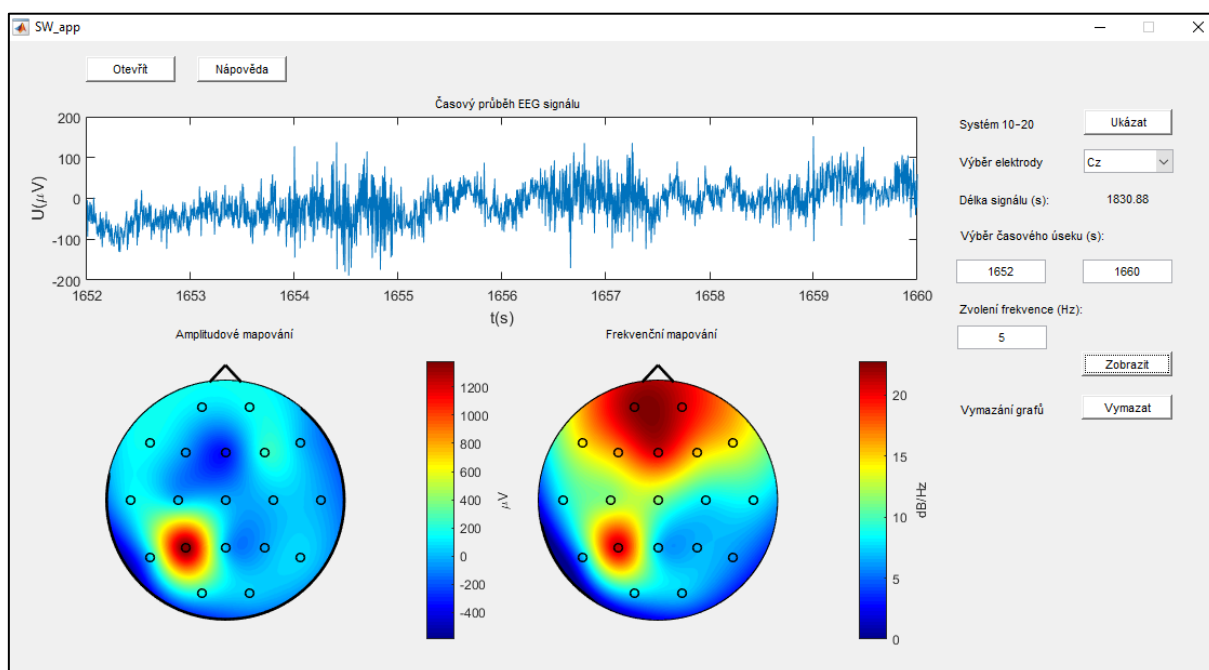 SW_app
Otevřít Nápověda
Časový průběh EEG signálu
200
100
0
-100
-200
U(μ V)
1652 1653 1654 1655 1656 1657 1658 1659 1660
t(s)
Systém 10-20 Ukázat
Výběr elektrody Cz
Délka signálu (s): 1830.88
Výběr časového úseku (s):
1652 1660
Zvolení frekvence (Hz):
5
Zobrazit
Vymazání grafů Vymazat
Amplitudové mapování
1200
1000
800
600
400
200
0
-200
-400
μV
Frekvenční mapování
20
15
10
5
0
dB/Hz